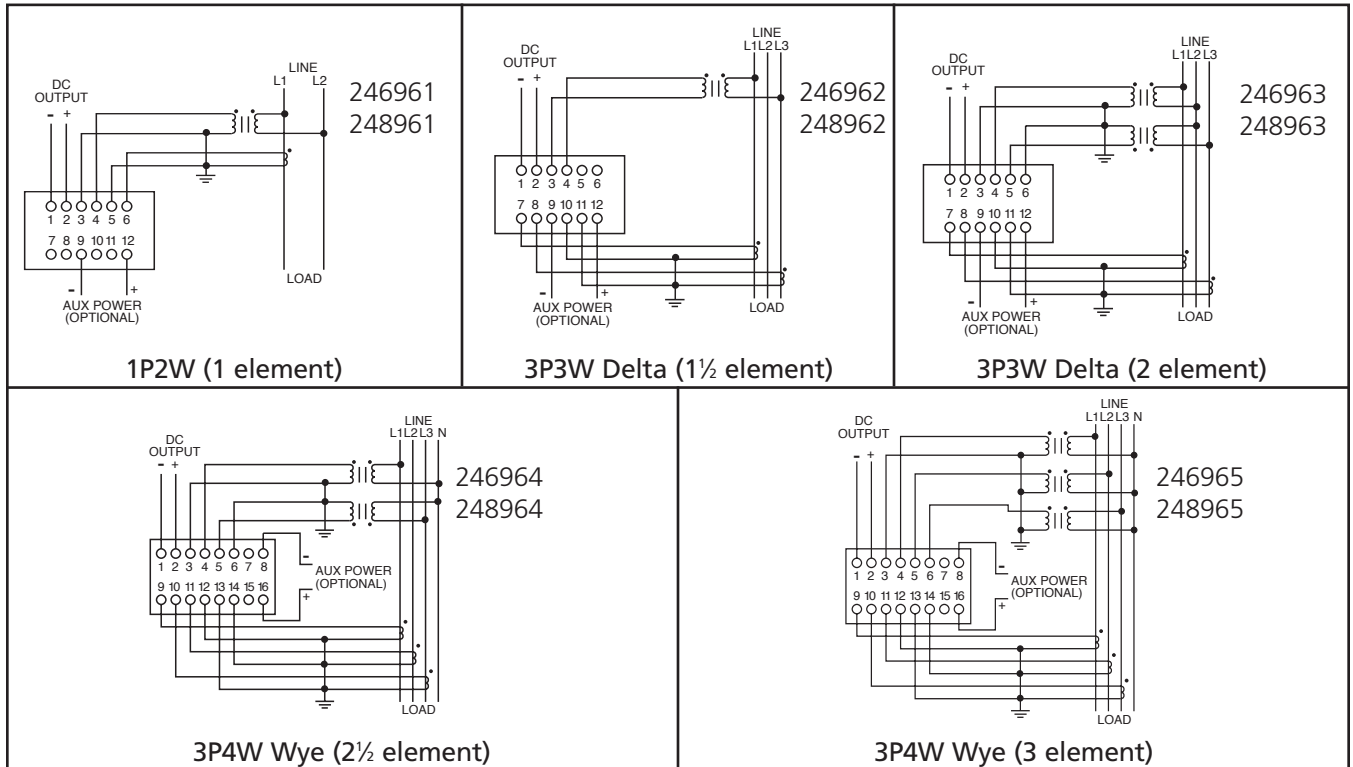 DC
OUTPUT
- +
LINE
L1 L2
246961
248961
1 2 3 4 5 6
7 8 9 10 11 12
- +
AUX POWER
(OPTIONAL)
LOAD
1P2W (1 element)
DC
OUTPUT
- +
LINE
L1 L2 L3
246962
248962
1 2 3 4 5 6
7 8 9 10 11 12
- +
AUX POWER
(OPTIONAL)
LOAD
3P3W Delta (1½ element)
DC
OUTPUT
- +
LINE
L1 L2 L3
246963
248963
1 2 3 4 5 6
7 8 9 10 11 12
- +
AUX POWER
(OPTIONAL)
LOAD
3P3W Delta (2 element)
DC
OUTPUT
- +
LINE
L1 L2 L3 N
246964
248964
1 2 3 4 5 6 7 8
9 10 11 12 13 14 15 16
-
AUX POWER
(OPTIONAL)
+
LOAD
3P4W Wye (2½ element)
DC
OUTPUT
- +
LINE
L1 L2 L3 N
246965
248965
1 2 3 4 5 6 7 8
9 10 11 12 13 14 15 16
-
AUX POWER
(OPTIONAL)
+
LOAD
3P4W Wye (3 element)